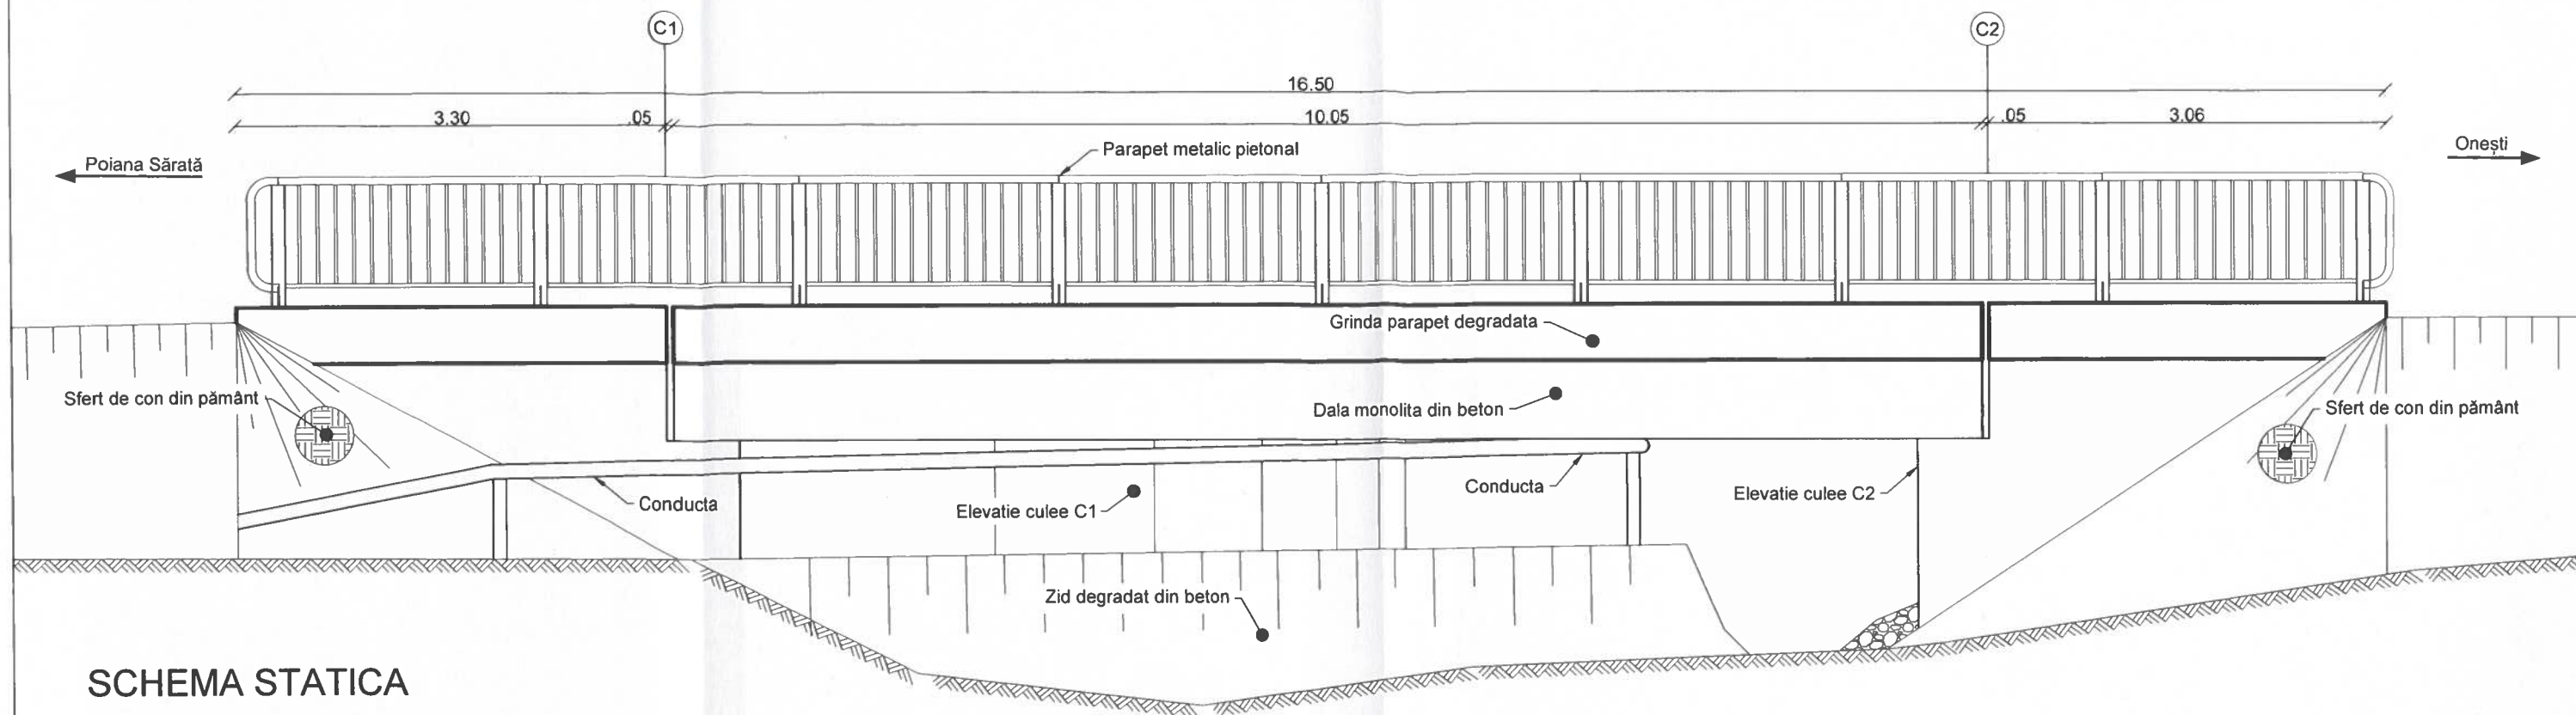 C1
C2
16.50
3.30
.05
10.05
.05
3.06
Poiana Sărată
Parapet metalic pietonal
Onești
Grinda parapet degradata
Sfert de con din pământ
Dala monolita din beton
Sfert de con din pământ
Conducta
Elevatie culee C1
Conducta
Elevatie culee C2
Zid degradat din beton
SCHEMA STATICA